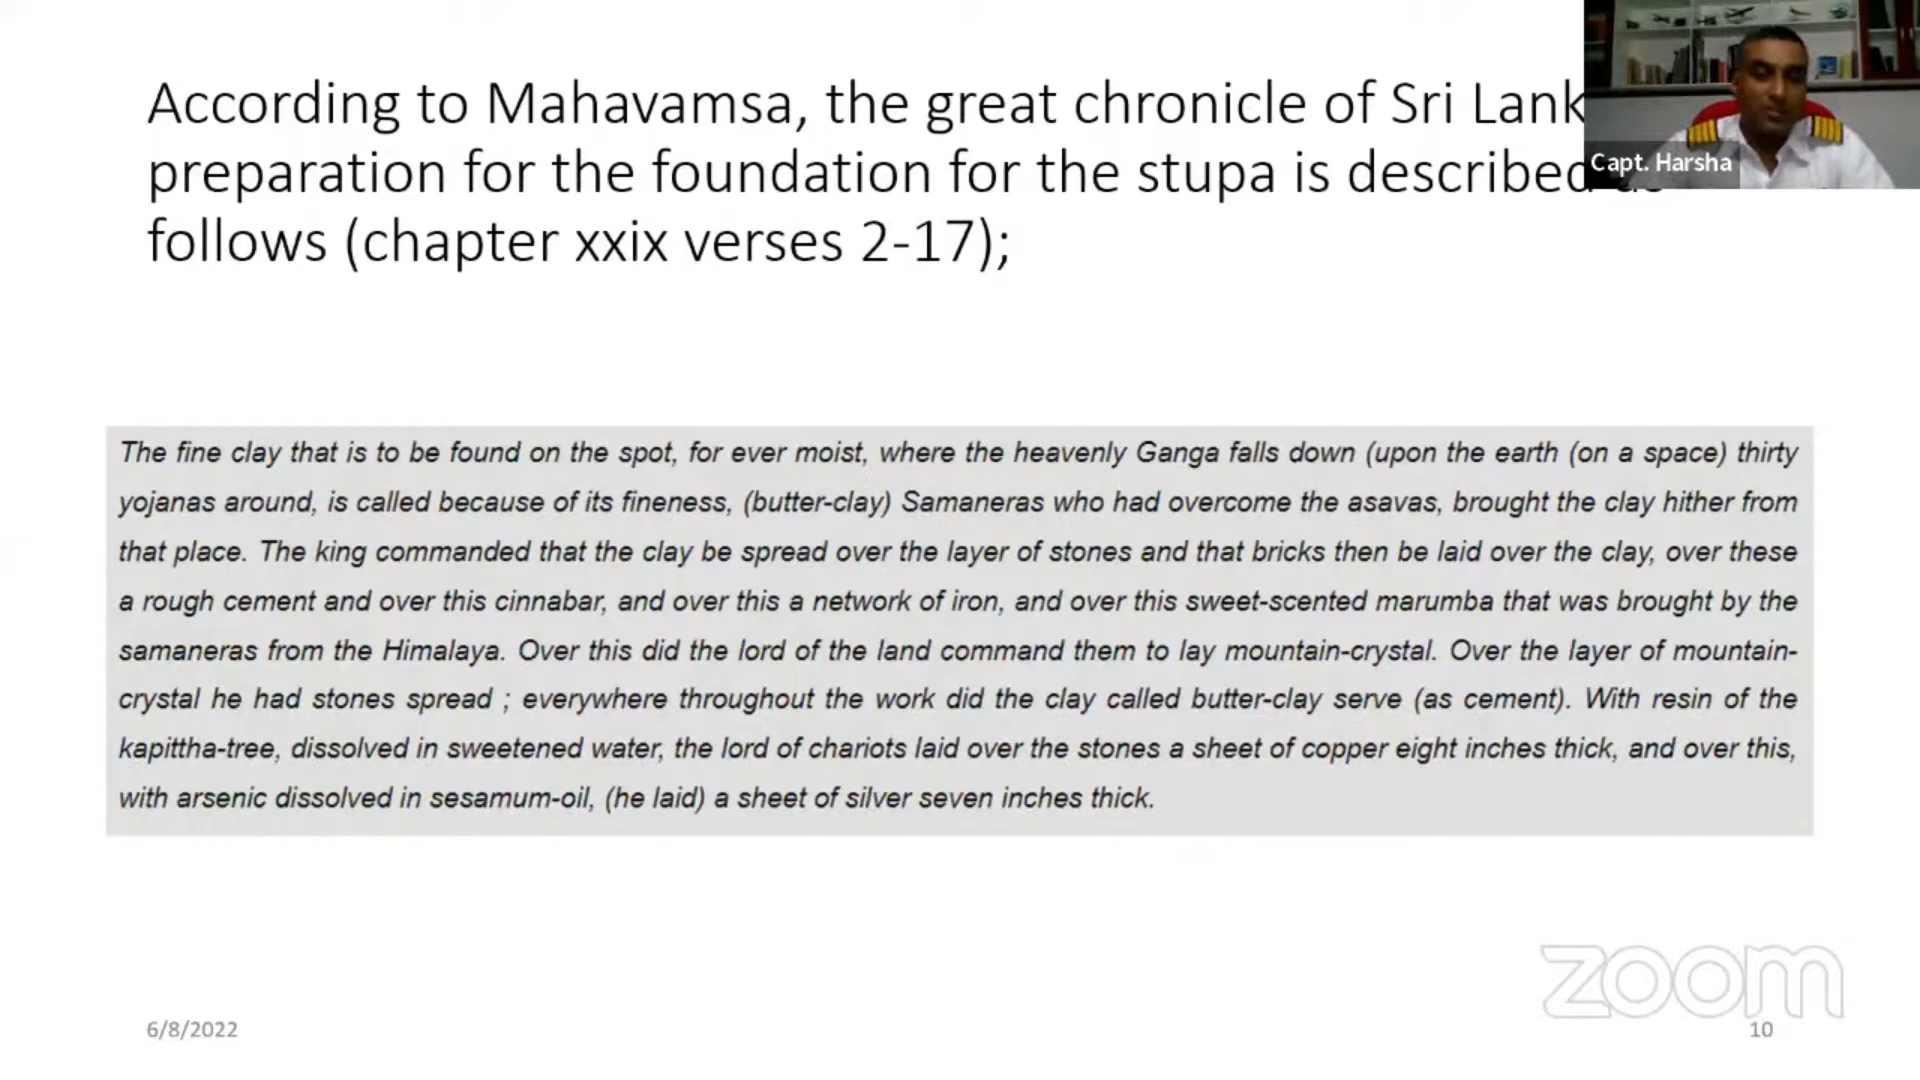 According to Mahavamsa, the great chronicle of Sri Lank
preparation for the foundation for the stupa is described
follows (chapter xxix verses 2-17);
Capt. Harsha
The fine clay that is to be found on the spot, for ever moist, where the heavenly Ganga falls down (upon the earth (on a space) thirty
yojanas around, is called because of its fineness, (butter-clay) Samaneras who had overcome the asavas, brought the clay hither from
that place. The king commanded that the clay be spread over the layer of stones and that bricks then be laid over the clay, over these
a rough cement and over this cinnabar, and over this a network of iron, and over this sweet-scented marumba that was brought by the
samaneras from the Himalaya. Over this did the lord of the land command them to lay mountain-crystal. Over the layer of mountain-
crystal he had stones spread ; everywhere throughout the work did the clay called butter-clay serve (as cement). With resin of the
kapittha-tree, dissolved in sweetened water, the lord of chariots laid over the stones a sheet of copper eight inches thick, and over this,
with arsenic dissolved in sesamum-oil, (he laid) a sheet of silver seven inches thick.
zoom
6/8/2022
10